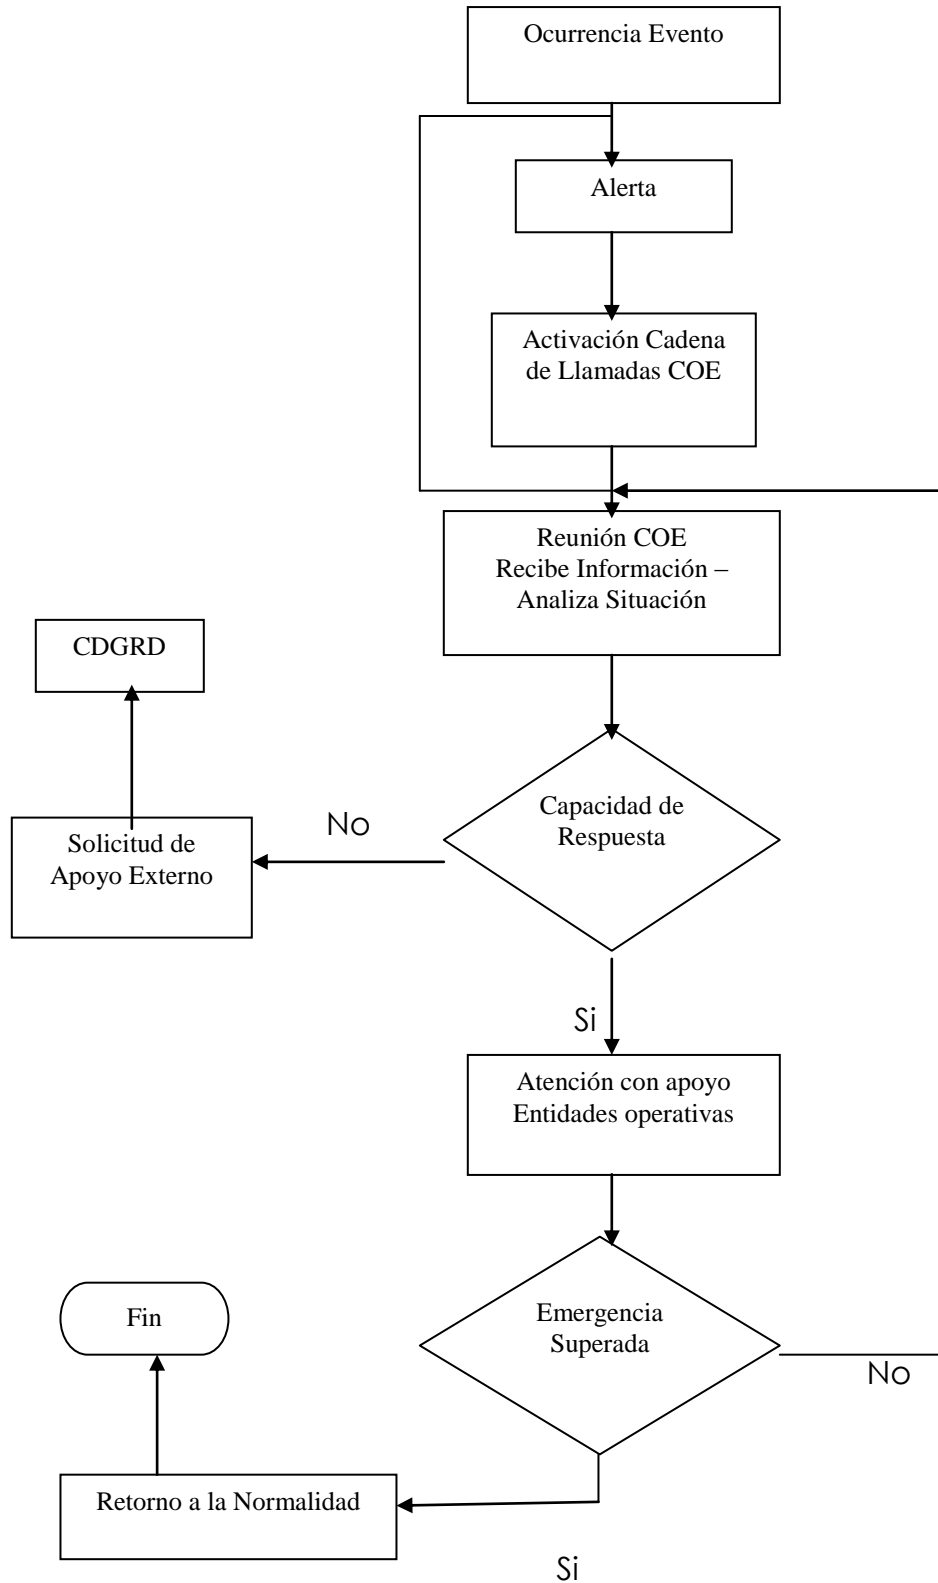 Ocurrencia Evento
Alerta
Activación Cadena
de Llamadas COE
Reunión COE
Recibe Información –
Analiza Situación
CDGRD
Capacidad de
Respuesta
No
Solicitud de
Apoyo Externo
Si
Atención con apoyo
Entidades operativas
Emergencia
Superada
Fin
No
Retorno a la Normalidad
Si